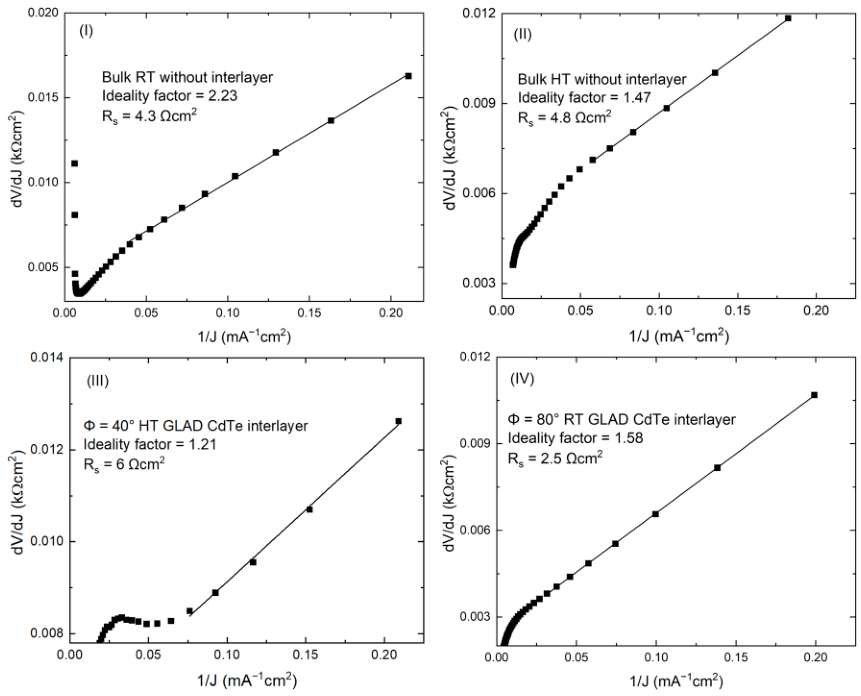 (I)
Bulk RT without interlayer
Ideality factor = 2.23
Rₛ = 4.3 Ωcm²
dV/dJ (kΩcm²)
0.020
0.015
0.010
0.005
0.00 0.05 0.10 0.15 0.20
1/J (mA⁻¹cm²)
(II)
Bulk HT without interlayer
Ideality factor = 1.47
Rₛ = 4.8 Ωcm²
dV/dJ (kΩcm²)
0.012
0.009
0.006
0.003
0.00 0.05 0.10 0.15 0.20
1/J (mA⁻¹cm²)
(III)
Φ = 40° HT GLAD CdTe interlayer
Ideality factor = 1.21
Rₛ = 6 Ωcm²
dV/dJ (kΩcm²)
0.014
0.012
0.010
0.008
0.00 0.05 0.10 0.15 0.20
1/J (mA⁻¹cm²)
(IV)
Φ = 80° RT GLAD CdTe interlayer
Ideality factor = 1.58
Rₛ = 2.5 Ωcm²
dV/dJ (kΩcm²)
0.012
0.009
0.006
0.003
0.00 0.05 0.10 0.15 0.20
1/J (mA⁻¹cm²)